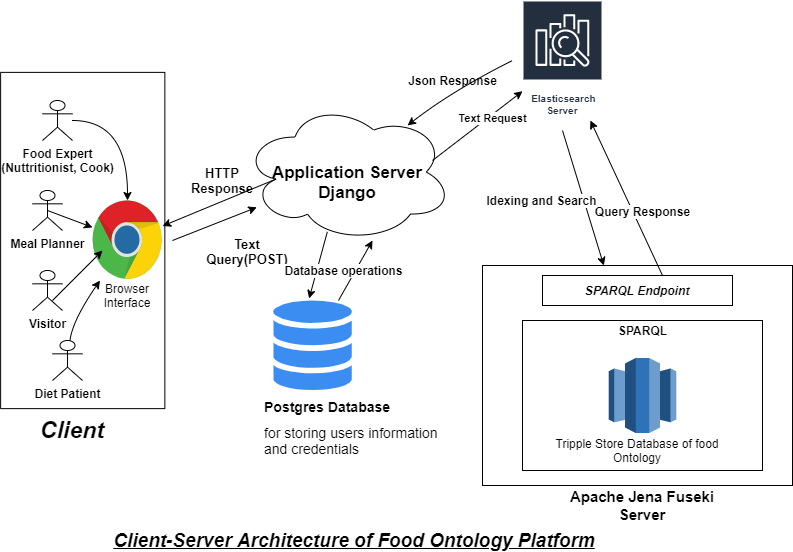 Json Response
Elasticsearch
Server
Text Request
Food Expert
(Nuttritionist, Cook)
HTTP
Response
Application Server
Django
Idexing and Search
Query Response
Meal Planner
Text
Query(POST)
Database operations
Browser
Interface
Visitor
SPARQL Endpoint
SPARQL
Diet Patient
Postgres Database
for storing users information
and credentials
Tripple Store Database of food
Ontology
Client
Apache Jena Fuseki
Server
Client-Server Architecture of Food Ontology Platform